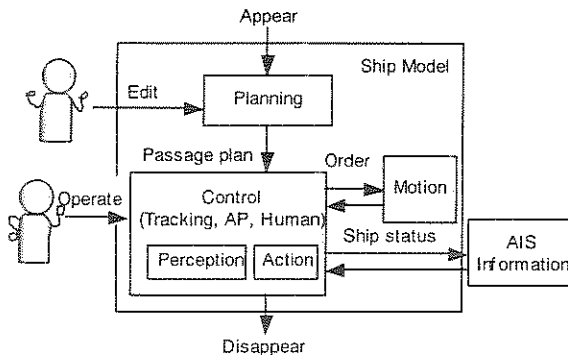 Appear
Ship Model
Edit
Planning
Passage plan
Order
Operate
Control
(Tracking, AP, Human)
Motion
Ship status
Perception
Action
AIS
Information
Disappear